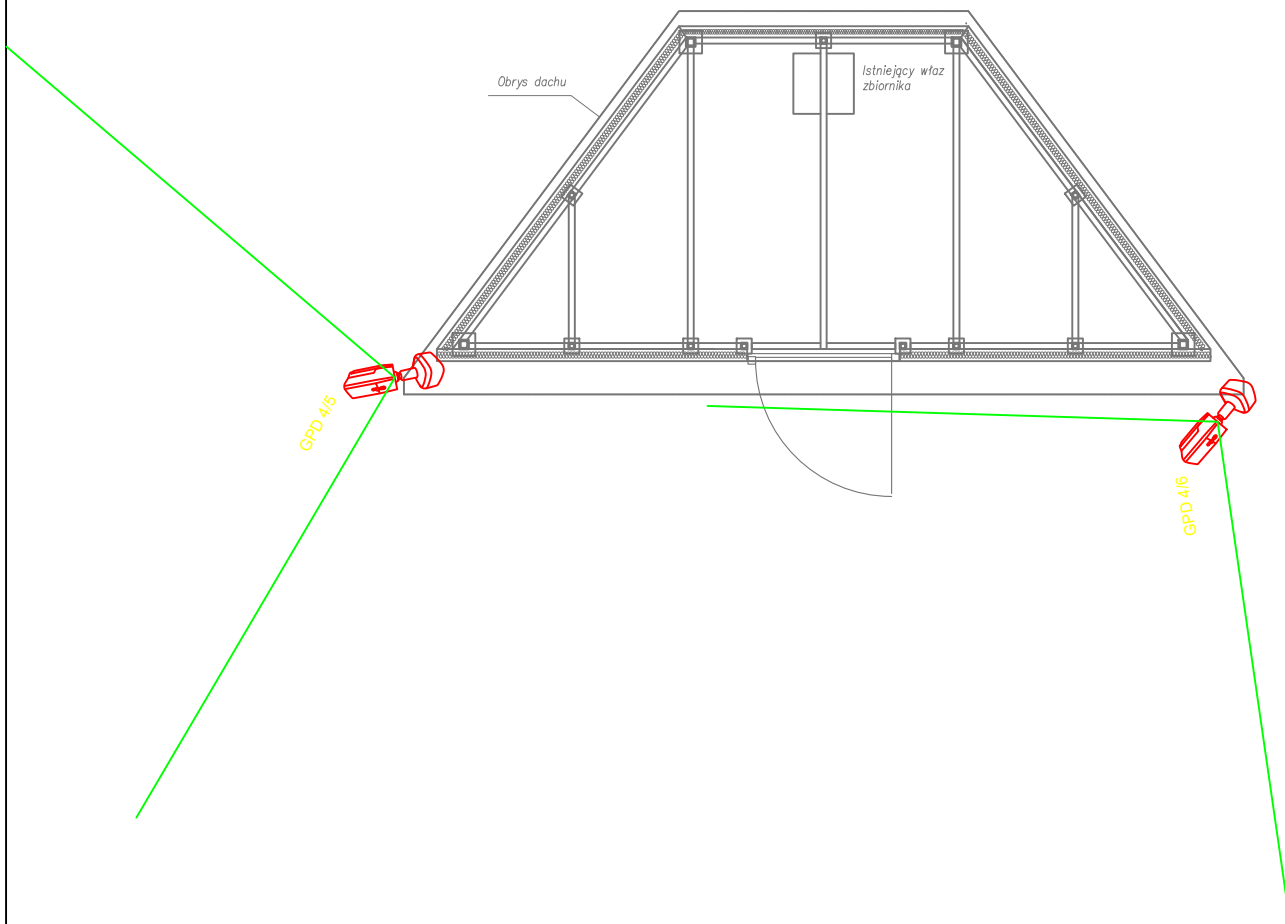 Obrys dachu
Istniejący właz
zbiornika
GPD 4/5
GPD 4/6